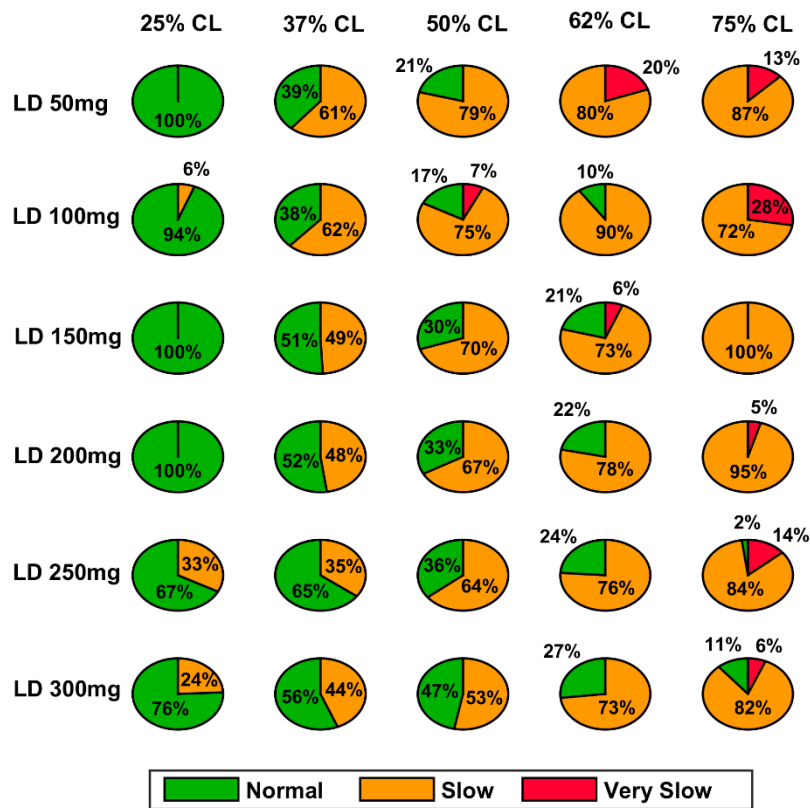 25% CL 37% CL 50% CL 62% CL 75% CL
LD 50mg 100% 39% 61% 21% 79% 20% 80% 13% 87%
LD 100mg 6% 94% 38% 62% 17% 7% 75% 10% 90% 28% 72%
LD 150mg 100% 51% 49% 30% 70% 21% 6% 73% 100%
LD 200mg 100% 52% 48% 33% 67% 22% 78% 5% 95%
LD 250mg 33% 67% 65% 35% 36% 64% 24% 76% 2% 14% 84%
LD 300mg 24% 76% 56% 44% 47% 53% 27% 73% 11% 6% 82%
Normal Slow Very Slow